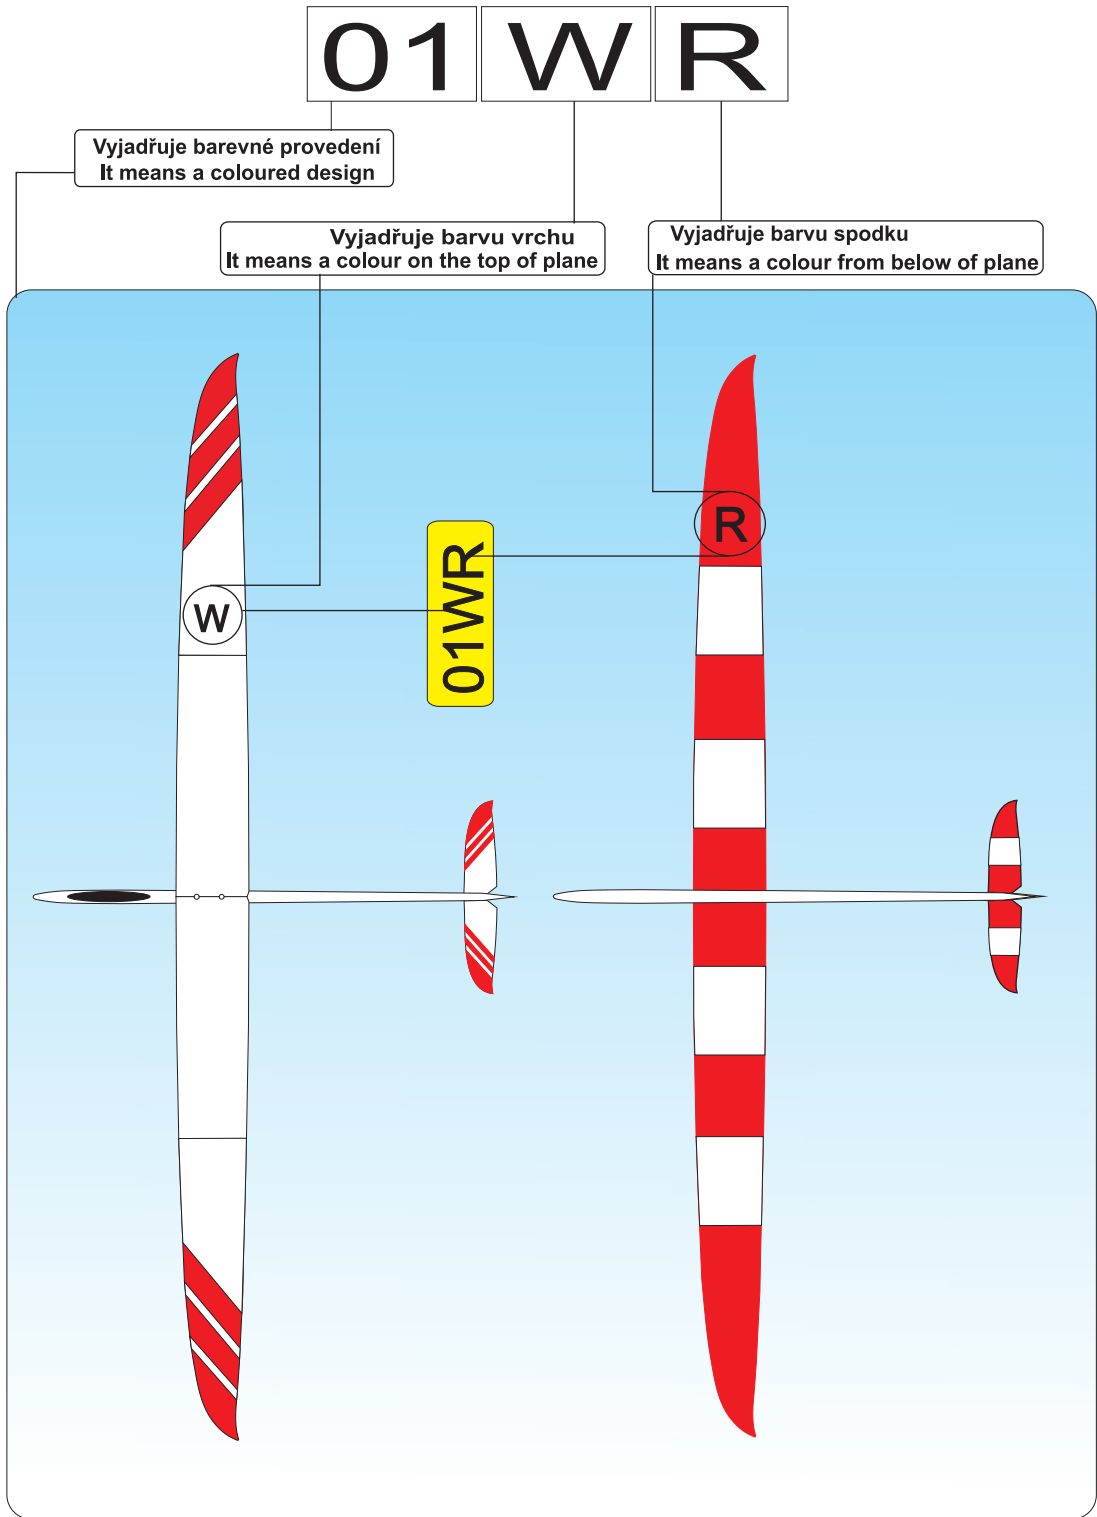 01 W R
Vyjadřuje barevné provedení
It means a coloured design
Vyjadřuje barvu vrchu
It means a colour on the top of plane
Vyjadřuje barvu spodku
It means a colour from below of plane
R
W
01WR